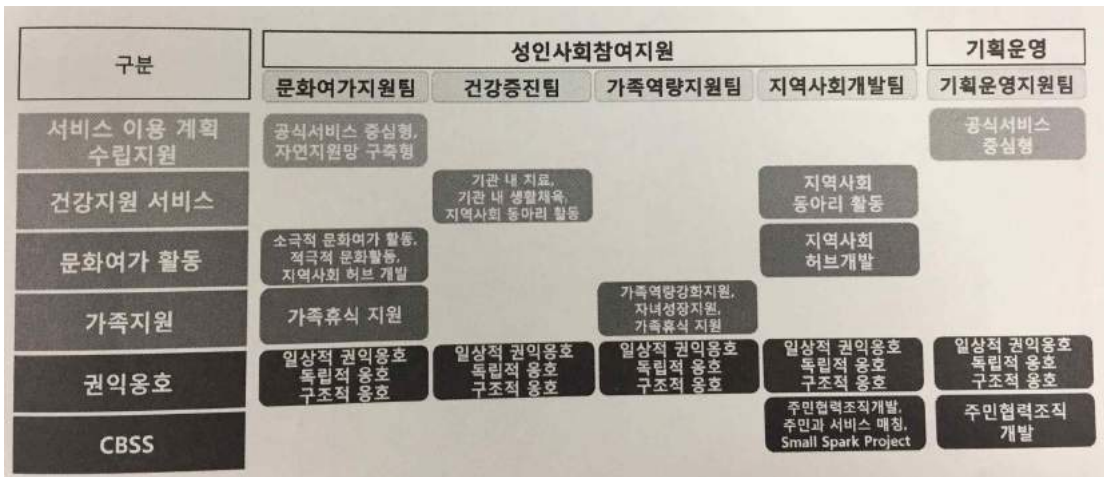 구분
성인사회참여지원
기획운영
문화여가지원팀
건강증진팀
가족역량지원팀
지역사회개발팀
기획운영지원팀
서비스 이용 계획
수립지원
공식서비스 중심형,
자연지원망 구축형
공식서비스
중심형
건강지원 서비스
기관 내 치료,
기관 내 생활체육,
지역사회 동아리 활동
지역사회
동아리 활동
문화여가 활동
소극적 문화여가 활동,
적극적 문화활동,
지역사회 허브 개발
지역사회
허브개발
가족지원
가족휴식 지원
가족역량강화지원,
자녀성장지원,
가족휴식 지원
권익옹호
일상적 권익옹호
독립적 옹호
구조적 옹호
일상적 권익옹호
독립적 옹호
구조적 옹호
일상적 권익옹호
독립적 옹호
구조적 옹호
일상적 권익옹호
독립적 옹호
구조적 옹호
일상적 권익옹호
독립적 옹호
구조적 옹호
CBSS
주민협력조직개발,
주민과 서비스 매칭,
Small Spark Project
주민협력조직
개발